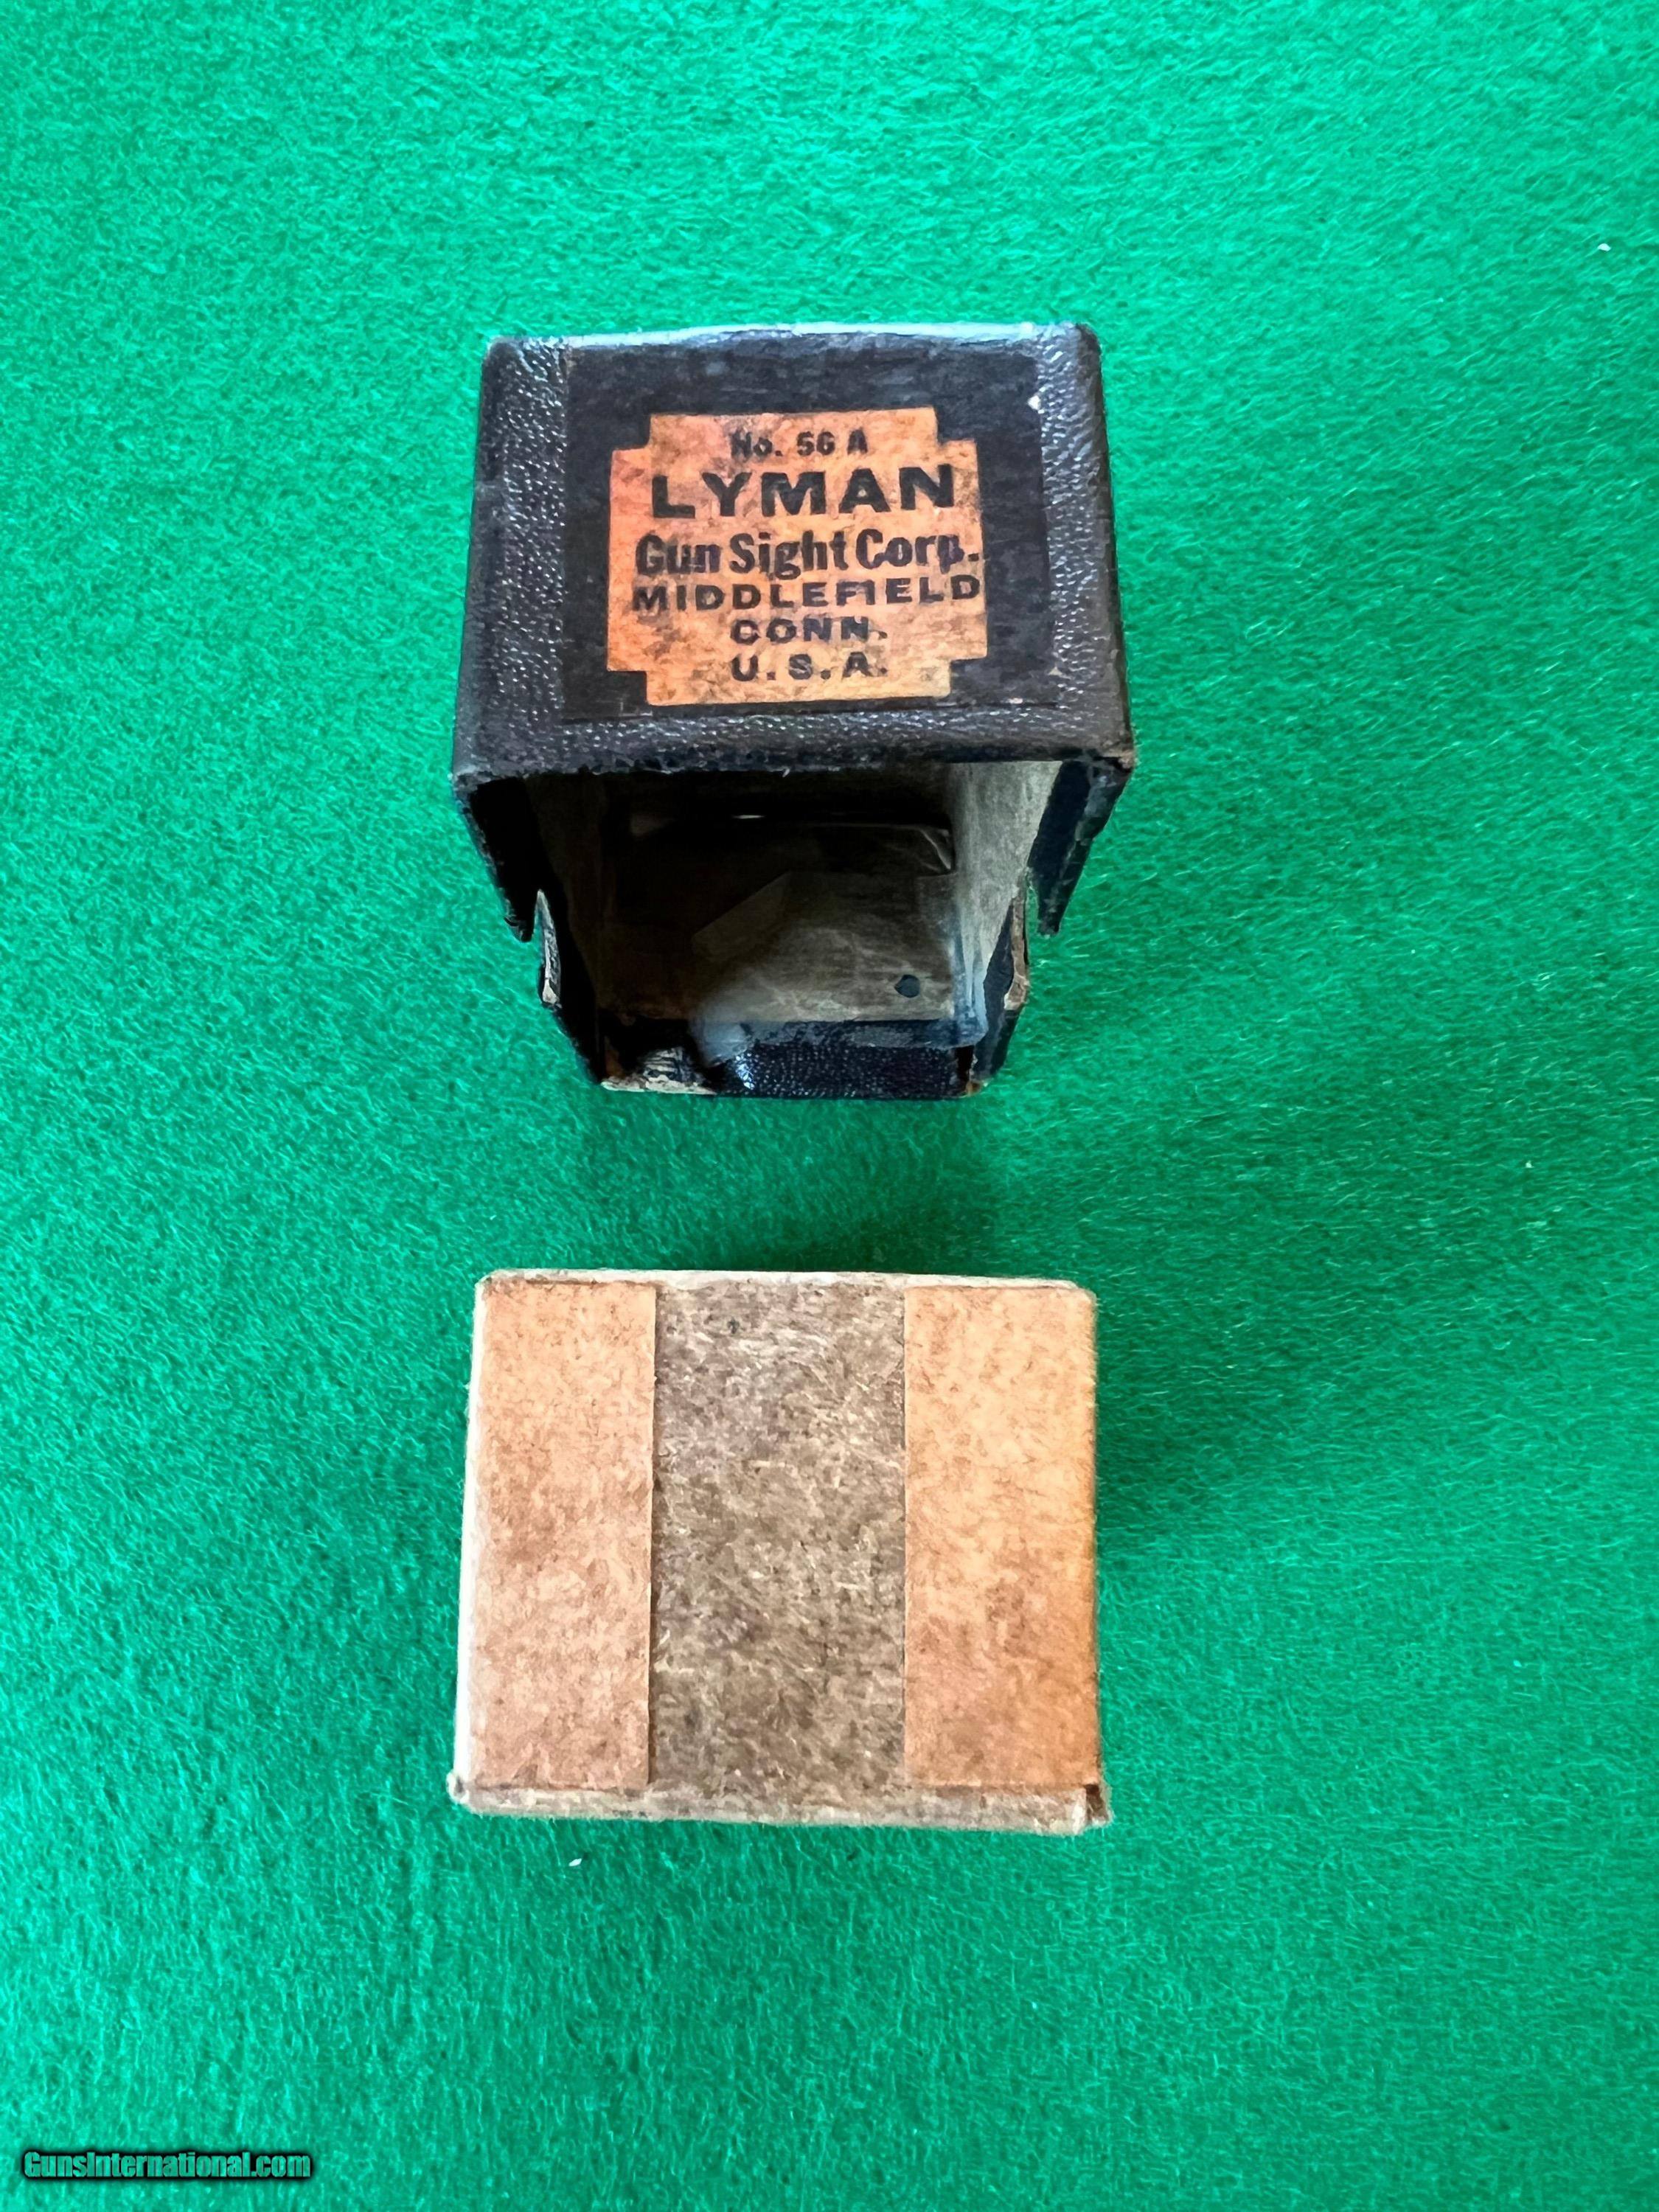 No. 56 A
LYMAN
Gun Sight Corp.
MIDDLEFIELD
CONN.
U.S.A.
GunsInternational.com